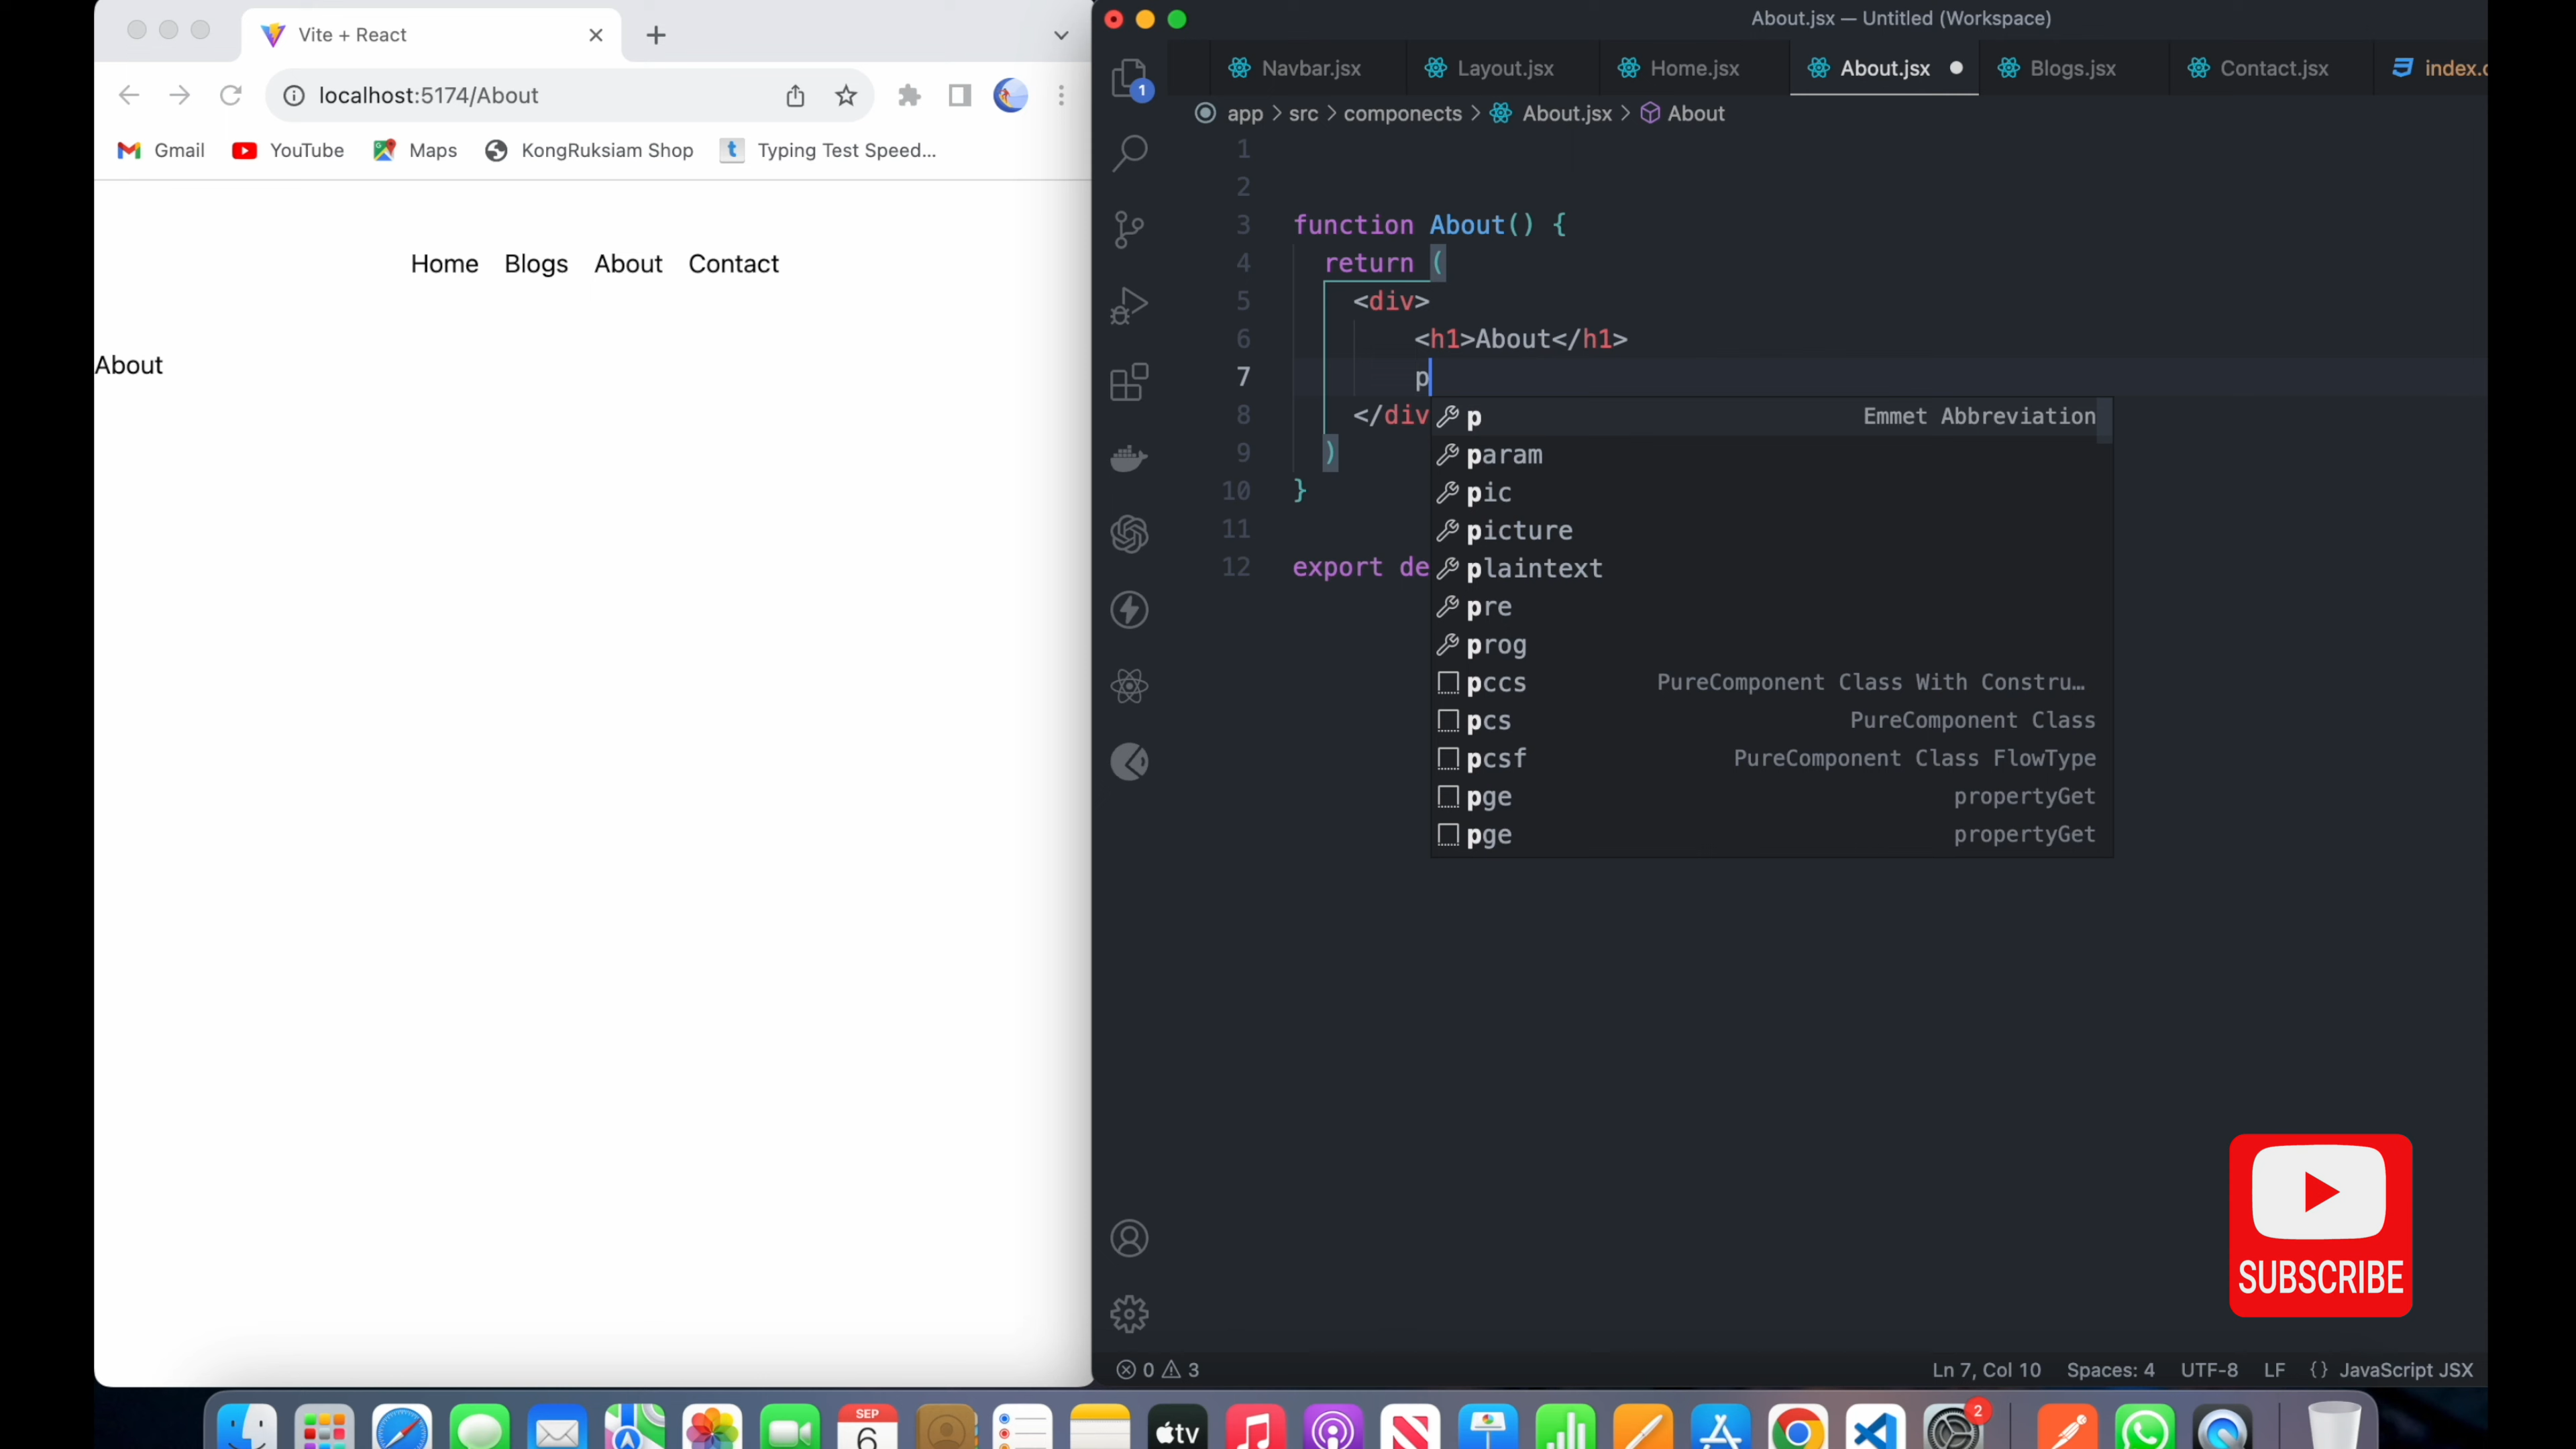 Vite + React
localhost:5174/About
Gmail YouTube Maps KongRuksiam Shop Typing Test Speed...
Home Blogs About Contact
About
About.jsx — Untitled (Workspace)
Navbar.jsx Layout.jsx Home.jsx About.jsx Blogs.jsx Contact.jsx index.c
app > src > componects > About.jsx > About
1
1
2
3 function About() {
4 return (
5 <div>
6 <h1>About</h1>
7 p
8 </div
9 )
10 }
11
12 export de
p Emmet Abbreviation
param
pic
picture
plaintext
pre
prog
pccs PureComponent Class With Constru...
pcs PureComponent Class
pcsf PureComponent Class FlowType
pge propertyGet
pge propertyGet
SUBSCRIBE
0 3 Ln 7, Col 10 Spaces: 4 UTF-8 LF {} JavaScript JSX
SEP
6
tv
2